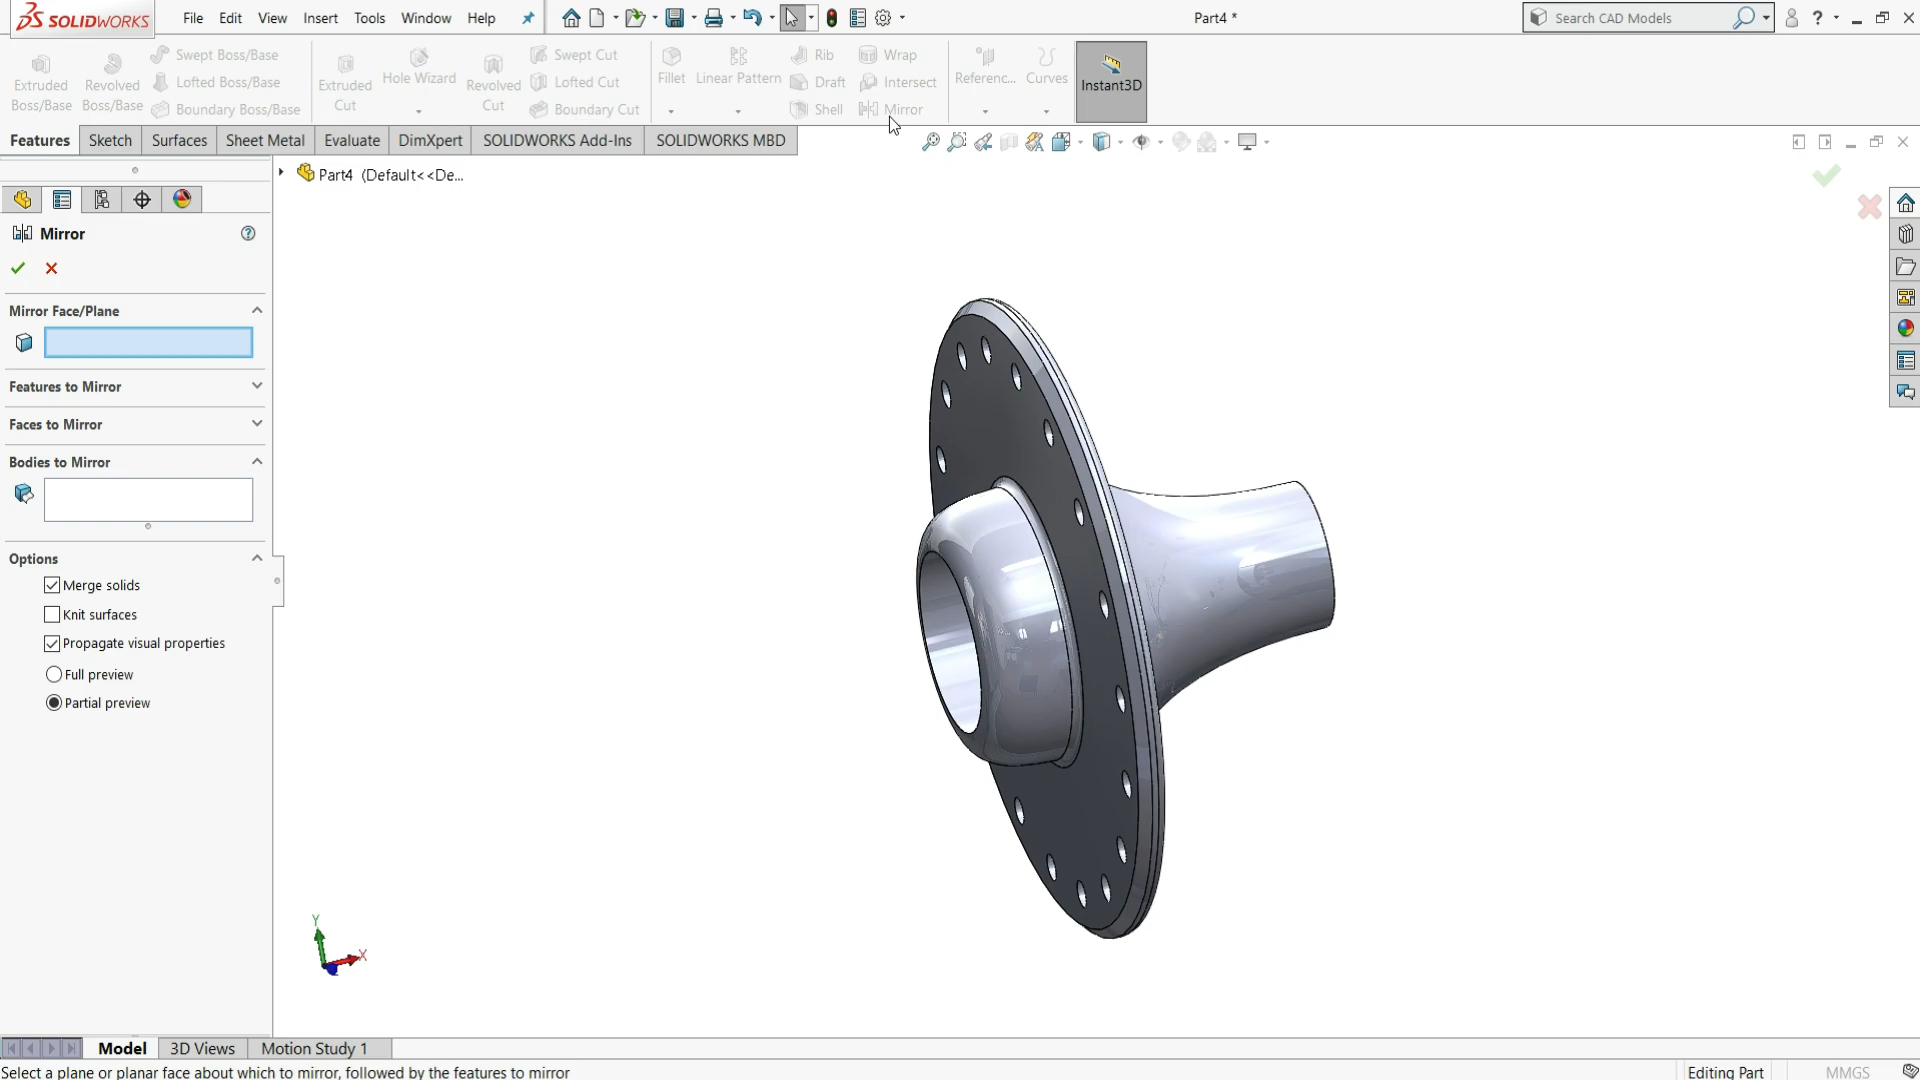 SOLIDWORKS
File Edit View Insert Tools Window Help
Part4 *
Search CAD Models
?
Extruded Boss/Base
Revolved Boss/Base
Swept Boss/Base
Lofted Boss/Base
Boundary Boss/Base
Extruded Cut
Hole Wizard
Revolved Cut
Swept Cut
Lofted Cut
Boundary Cut
Fillet
Linear Pattern
Rib
Draft
Shell
Wrap
Intersect
Mirror
Referenc...
Curves
Instant3D
Features Sketch Surfaces Sheet Metal Evaluate DimXpert SOLIDWORKS Add-Ins SOLIDWORKS MBD
Part4 (Default<<De...
Mirror
?
Mirror Face/Plane
Features to Mirror
Faces to Mirror
Bodies to Mirror
Options
Merge solids
Knit surfaces
Propagate visual properties
Full preview
Partial preview
Y
X
Model 3D Views Motion Study 1
Select a plane or planar face about which to mirror, followed by the features to mirror
Editing Part
MMGS